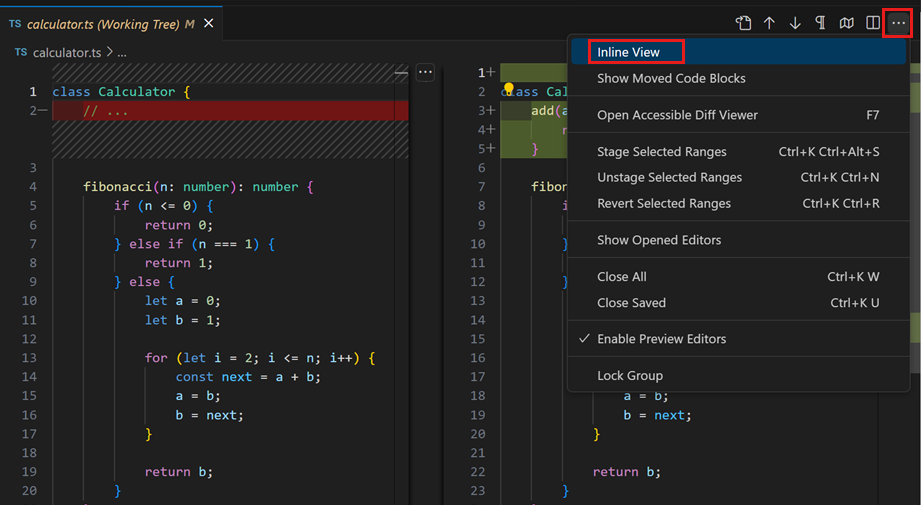 TS calculator.ts (Working Tree) M
TS calculator.ts > ...
1 class Calculator {
2 // ...
3
4 fibonacci(n: number): number {
5 if (n <= 0) {
6 return 0;
7 } else if (n === 1) {
8 return 1;
9 } else {
10 let a = 0;
11 let b = 1;
12
13 for (let i = 2; i <= n; i++) {
14 const next = a + b;
15 a = b;
16 b = next;
17 }
18
19 return b;
20 }
1+
2 class Cal
3+ add(a
4+
5+ }
6
7 fibon
8
9
10 }
11
12 }
13
14
15
16
17
18 a = b;
19 b = next;
20 }
21
22 return b;
23 }
Inline View
Show Moved Code Blocks
Open Accessible Diff Viewer F7
Stage Selected Ranges Ctrl+K Ctrl+Alt+S
Unstage Selected Ranges Ctrl+K Ctrl+N
Revert Selected Ranges Ctrl+K Ctrl+R
Show Opened Editors
Close All Ctrl+K W
Close Saved Ctrl+K U
Enable Preview Editors
Lock Group